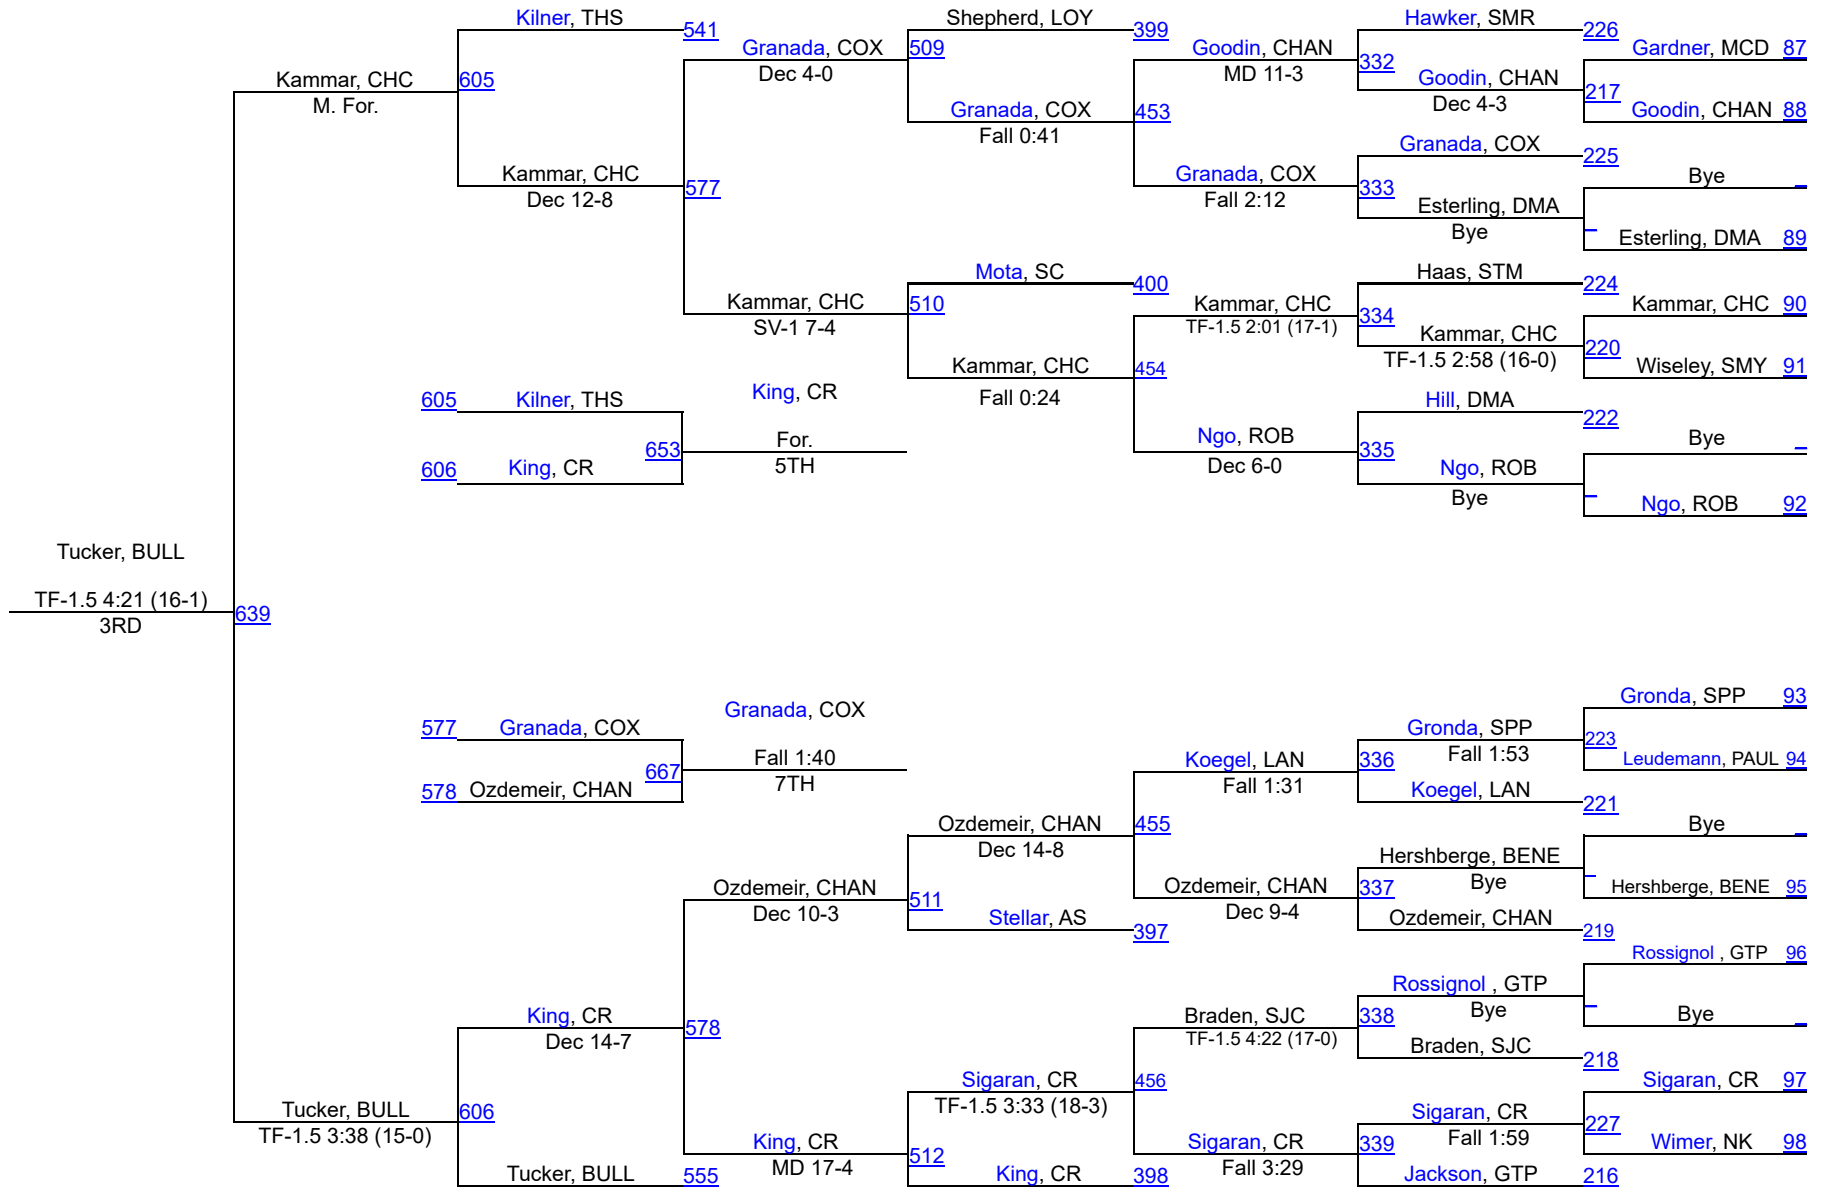 Kilner, THS
541
Shepherd, LOY
399
Hawker, SMR
226
Granada, COX
509
Dec 4-0
Goodin, CHAN
MD 11-3
332
Gardner, MCD 87
Kammar, CHC
M. For.
605
Goodin, CHAN
Dec 4-3
217
Goodin, CHAN 88
Granada, COX
Fall 0:41
453
Granada, COX
225
Kammar, CHC
Dec 12-8
577
Granada, COX
Fall 2:12
333
Bye
_
Esterling, DMA
Bye
_
Esterling, DMA 89
Mota, SC
400
Haas, STM
224
Kammar, CHC
SV-1 7-4
510
Kammar, CHC
TF-1.5 2:01 (17-1)
334
Kammar, CHC 90
Kammar, CHC
TF-1.5 2:58 (16-0)
220
Wiseley, SMY 91
Kammar, CHC
Fall 0:24
454
605 Kilner, THS
King, CR
Hill, DMA
222
653
For.
5TH
606 King, CR
Ngo, ROB
Dec 6-0
335
Bye
_
Ngo, ROB
Bye
_
Ngo, ROB 92
Tucker, BULL
TF-1.5 4:21 (16-1)
3RD
639
Gronda, SPP 93
577 Granada, COX
Granada, COX
Gronda, SPP
Fall 1:53
223
Leudemann, PAUL 94
667
Fall 1:40
7TH
578 Ozdemeir, CHAN
Koegel, LAN
Fall 1:31
336
Koegel, LAN
221
Ozdemeir, CHAN
Dec 14-8
455
Bye
_
Hershberge, BENE
Bye
_
Hershberge, BENE 95
Ozdemeir, CHAN
Dec 10-3
511
Ozdemeir, CHAN
Dec 9-4
337
Stellar, AS
397
Ozdemeir, CHAN
219
Rossignol , GTP 96
Rossignol , GTP
Bye
_
Bye
_
King, CR
Dec 14-7
578
Braden, SJC
TF-1.5 4:22 (17-0)
338
Braden, SJC
218
Sigaran, CR
TF-1.5 3:33 (18-3)
456
Sigaran, CR 97
Tucker, BULL
TF-1.5 3:38 (15-0)
606
Sigaran, CR
Fall 1:59
227
Wimer, NK 98
King, CR
MD 17-4
512
Sigaran, CR
Fall 3:29
339
Tucker, BULL
555
King, CR
398
Jackson, GTP
216